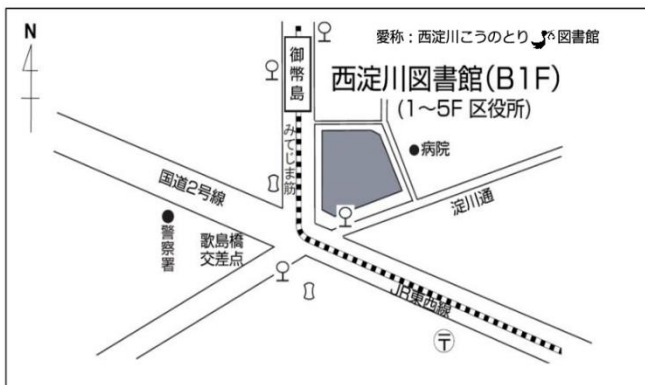 N
愛称：西淀川こうのとり図書館
御幣島
西淀川図書館(B1F)
(1〜5F 区役所)
みてじま筋
病院
国道2号線
淀川通
警察署
歌島橋
交差点
JR東西線
〒